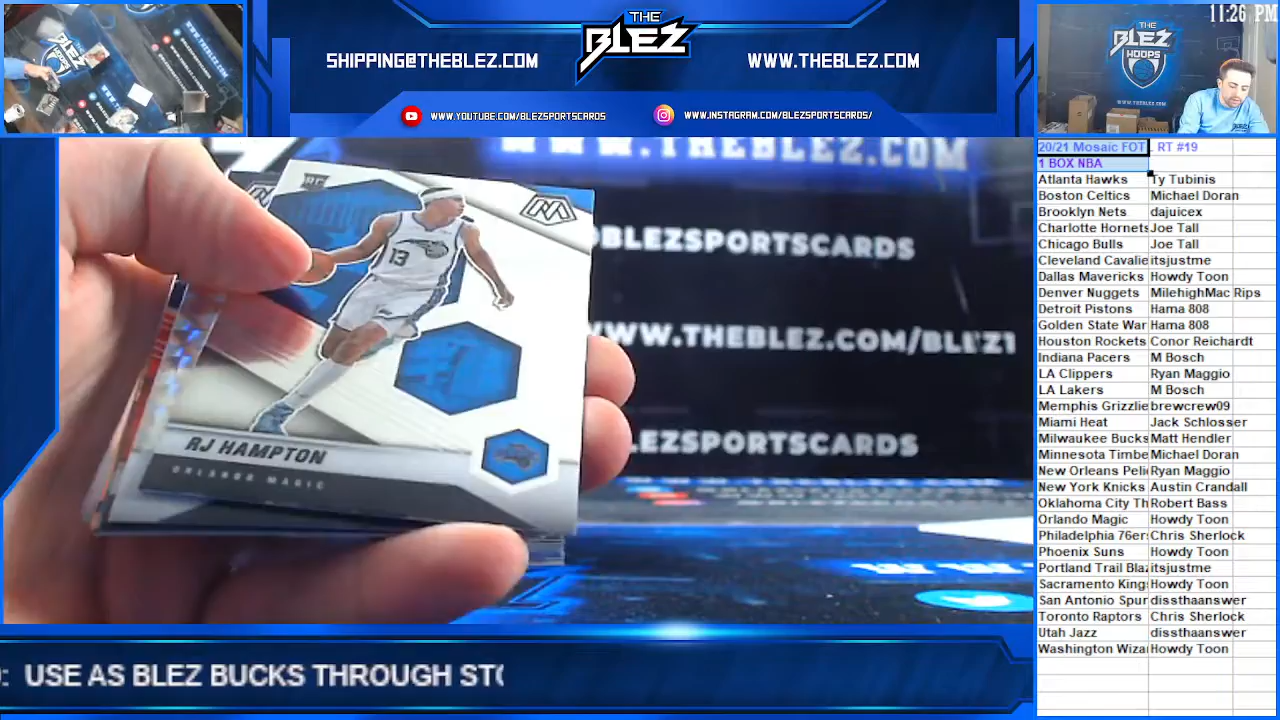 11:26 PM
THE
BLEZ
SHIPPING@THEBLEZ.COM
WWW.THEBLEZ.COM
WWW.YOUTUBE.COM/BLEZSPORTSCARDS
WWW.INSTAGRAM.COM/BLEZSPORTSCARDS/
THE
BLEZ
HOOPS
WWW.THEBLEZ.COM
BLEZSPORTSCARDS
WWW.THEBLEZ.COM/BLEZ1
LEZSPORTSCARDS
RC
13
RJ HAMPTON
ORLANDO MAGIC
20/21 Mosaic FOT RT #19
1 BOX NBA
Atlanta Hawks Ty Tubinis
Boston Celtics Michael Doran
Brooklyn Nets dajuicex
Charlotte Hornets Joe Tall
Chicago Bulls Joe Tall
Cleveland Cavalie itsjustme
Dallas Mavericks Howdy Toon
Denver Nuggets MilehighMac Rips
Detroit Pistons Hama 808
Golden State War Hama 808
Houston Rockets Conor Reichardt
Indiana Pacers M Bosch
LA Clippers Ryan Maggio
LA Lakers M Bosch
Memphis Grizzlie brewcrew09
Miami Heat Jack Schlosser
Milwaukee Bucks Matt Hendler
Minnesota Timbe Michael Doran
New Orleans Peli Ryan Maggio
New York Knicks Austin Crandall
Oklahoma City Th Robert Bass
Orlando Magic Howdy Toon
Philadelphia 76er Chris Sherlock
Phoenix Suns Howdy Toon
Portland Trail Blaz itsjustme
Sacramento King Howdy Toon
San Antonio Spur dissthaanswer
Toronto Raptors Chris Sherlock
Utah Jazz dissthaanswer
Washington Wiza Howdy Toon
USE AS BLEZ BUCKS THROUGH STO